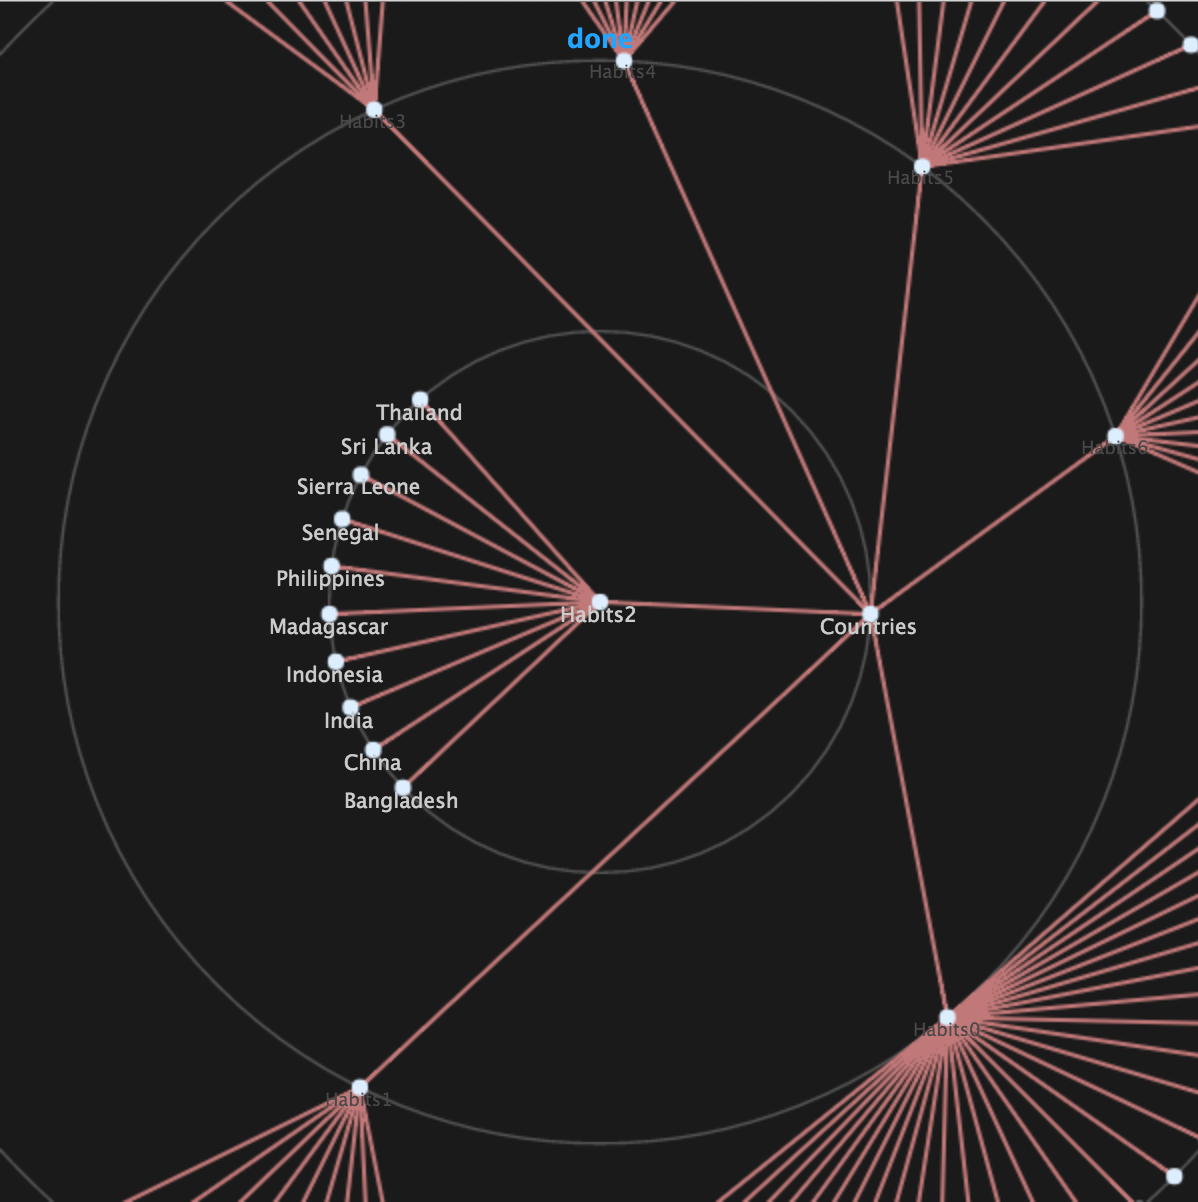 done
Habits4
Habits3
Habits5
Thailand
Sri Lanka
Habits6
Sierra Leone
Senegal
Philippines
Habits2
Madagascar
Countries
Indonesia
India
China
Bangladesh
Habits0
Habits1